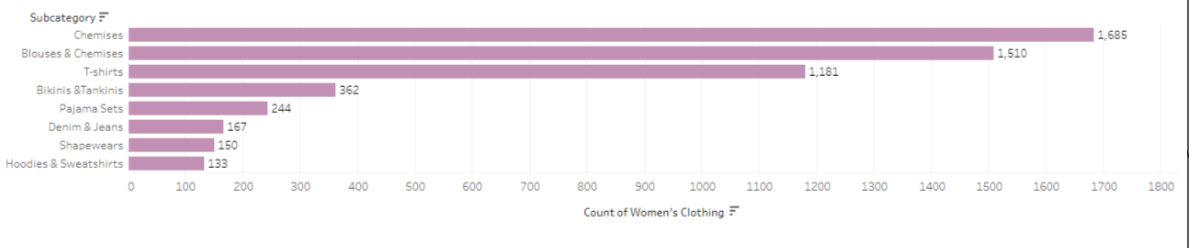 Subcategory
Chemises 1,685
Blouses & Chemises 1,510
T-shirts 1,181
Bikinis &Tankinis 362
Pajama Sets 244
Denim & Jeans 167
Shapewears 150
Hoodies & Sweatshirts 133
0 100 200 300 400 500 600 700 800 900 1000 1100 1200 1300 1400 1500 1600 1700 1800
Count of Women's Clothing